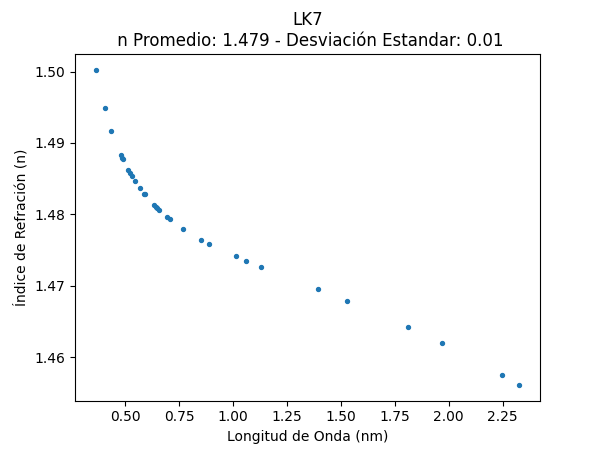 LK7
n Promedio: 1.479 - Desviación Estandar: 0.01
1.50
1.49
1.48
1.47
1.46
Índice de Refración (n)
0.50 0.75 1.00 1.25 1.50 1.75 2.00 2.25
Longitud de Onda (nm)